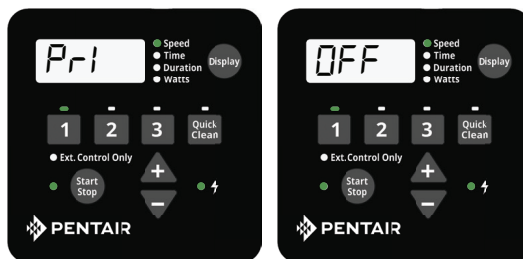 Pr1
Speed
Time
Duration
Watts
Display
1
2
3
Quick
Clean
Ext. Control Only
+
Start
Stop
−
PENTAIR
OFF
Speed
Time
Duration
Watts
Display
1
2
3
Quick
Clean
Ext. Control Only
+
Start
Stop
−
PENTAIR